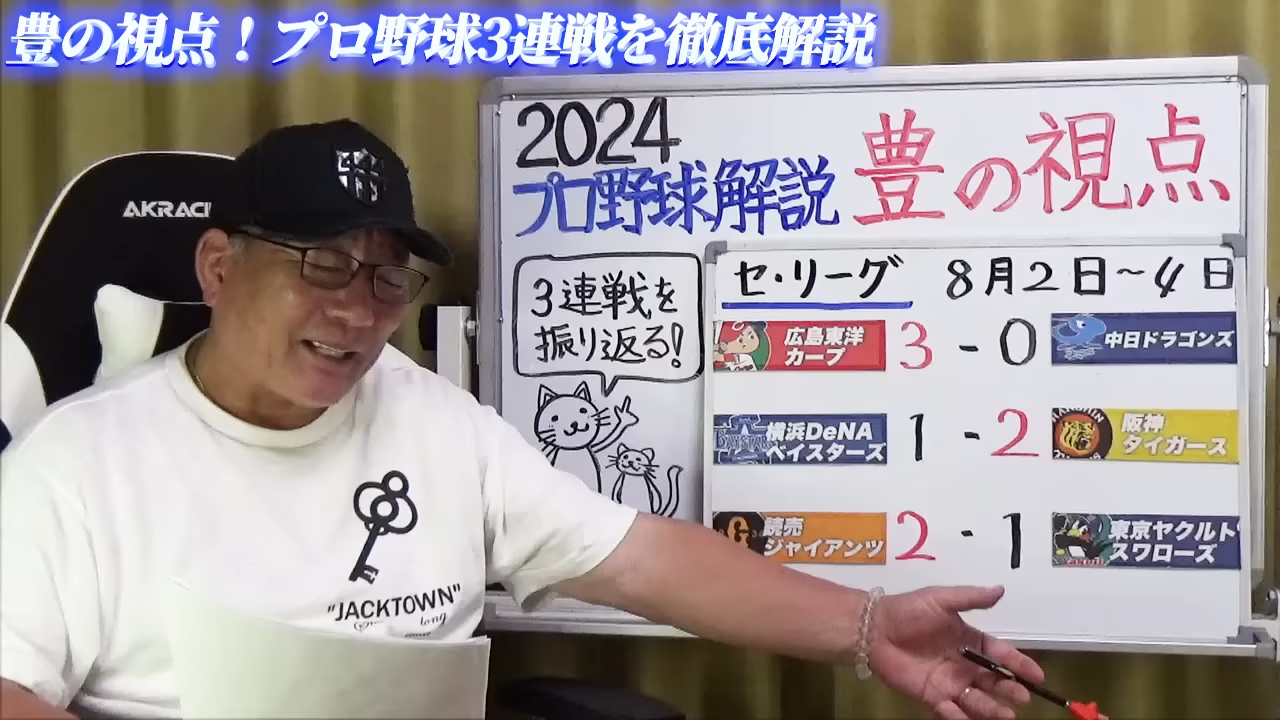 豊の視点！プロ野球3連戦を徹底解説
AKRACI
2024
プロ野球解説 豊の視点
3連戦を
振り返る!
セ・リーグ 8月2日~4日
広島東洋
カープ
3 - 0
中日ドラゴンズ
横浜DeNA
ベイスターズ
1 - 2
阪神
タイガース
読売
ジャイアンツ
2 - 1
東京ヤクルト
スワローズ
"JACKTOWN"
long